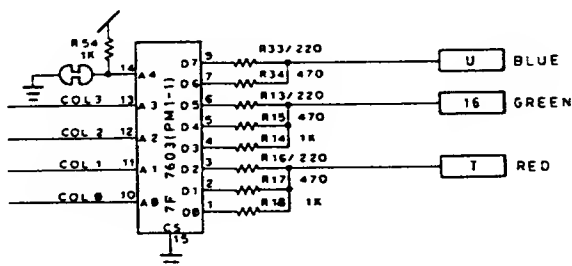 R54
1K
14 A4
COL3 13 A3
COL 2 12 A2
COL 1 11 A1
COL 0 10 A0
7F 7603(PM1-1)
CS
15
D7 9 R33/220 U BLUE
D6 7 R34 470
D5 6 R13/220 16 GREEN
D4 5 R15 470
D3 4 R14 1K
D2 3 R16/220 T RED
D1 2 R17 470
D0 1 R18 1K